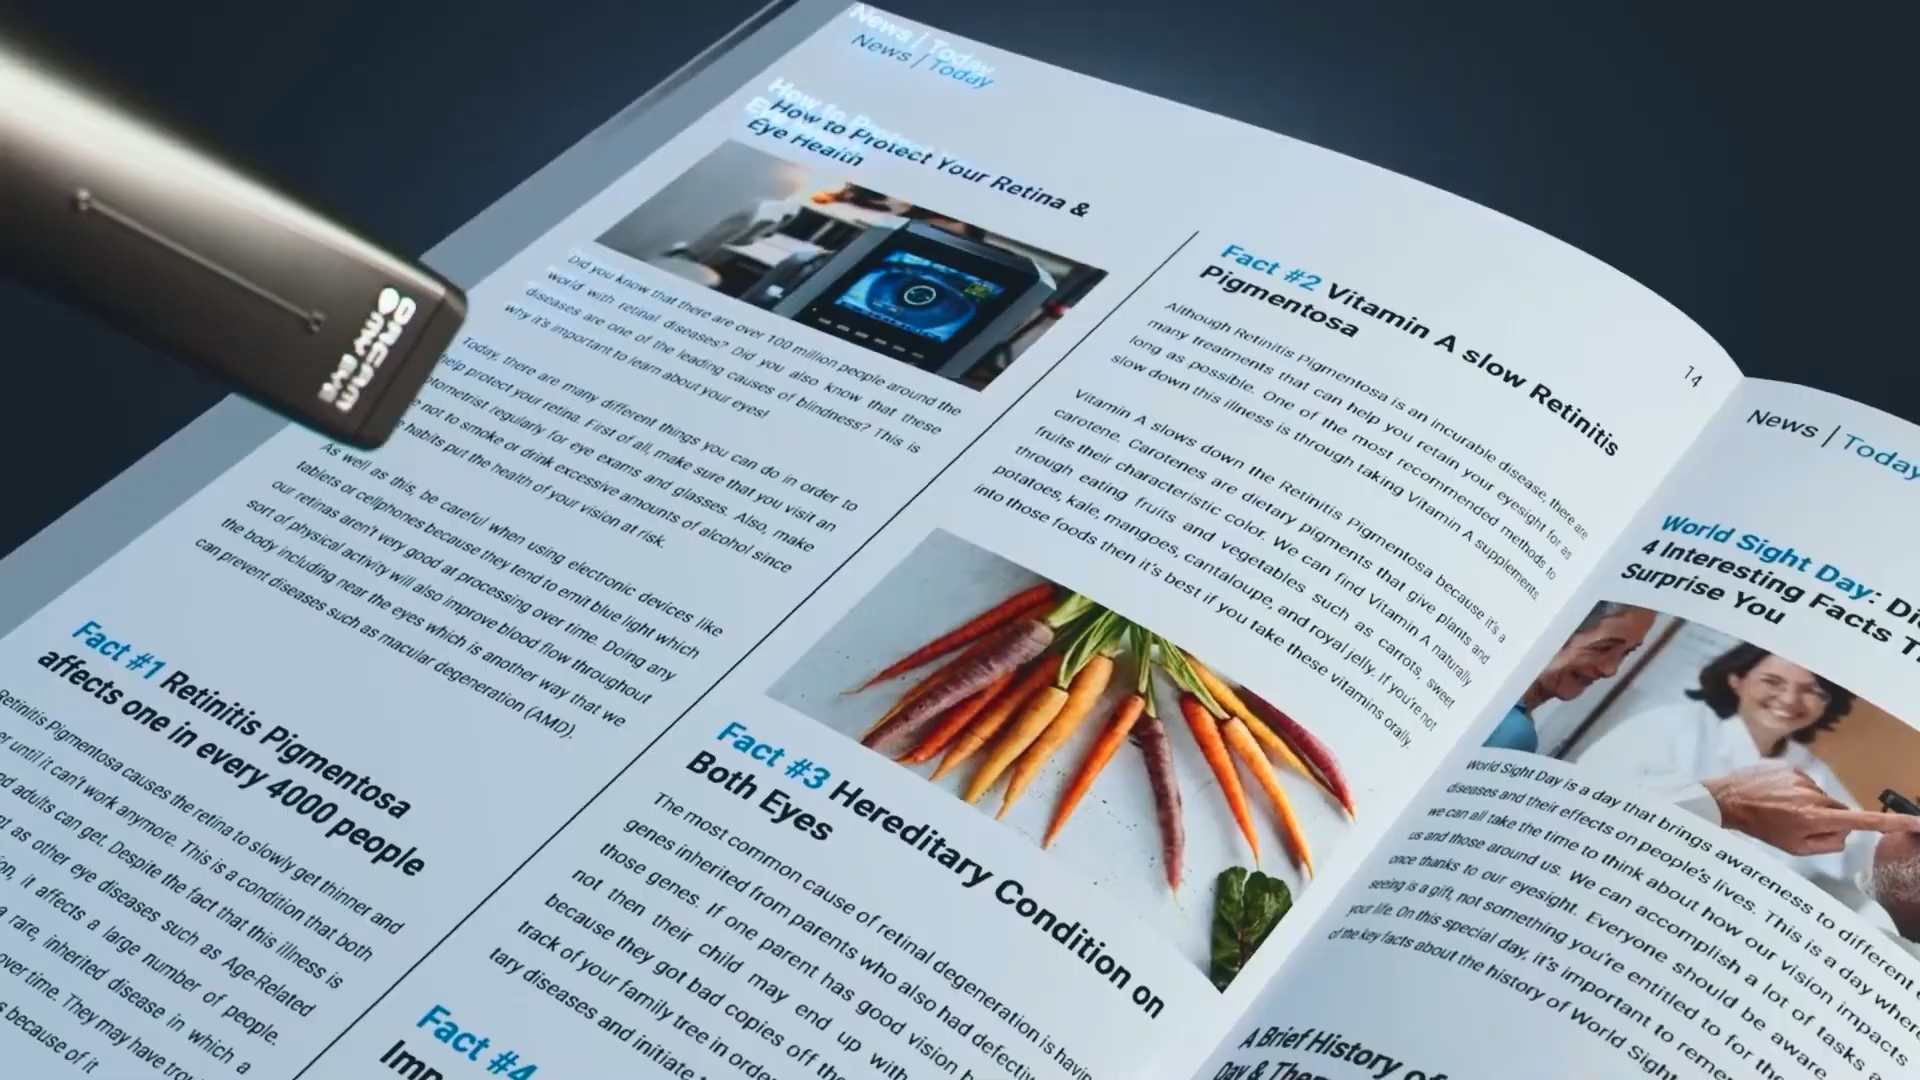 News | Today
News | Today
How to Protect Your Retina &
Eye Health
Did you know that there are over 100 million people around the
world with retinal diseases? Did you also know that these
diseases are one of the leading causes of blindness? This is
why it's important to learn about your eyes!
Today, there are many different things you can do in order to
help protect your retina. First of all, make sure that you visit an
optometrist regularly for eye exams and glasses. Also, make
not to smoke or drink excessive amounts of alcohol since
habits put the health of your vision at risk.
As well as this, be careful when using electronic devices like
tablets or cellphones because they tend to emit blue light which
our retinas aren't very good at processing over time. Doing any
sort of physical activity will also improve blood flow throughout
the body including near the eyes which is another way that we
can prevent diseases such as macular degeneration (AMD).
Fact #1 Retinitis Pigmentosa
affects one in every 4000 people
Retinitis Pigmentosa causes the retina to slowly get thinner and
until it can't work anymore. This is a condition that both
and adults can get. Despite the fact that this illness is
as other eye diseases such as Age-Related
it affects a large number of people.
a rare, inherited disease in which a
over time. They may have
because of it
Fact #2 Vitamin A slow Retinitis
Pigmentosa
Although Retinitis Pigmentosa is an incurable disease, there are
many treatments that can help you retain your eyesight for as
long as possible. One of the most recommended methods to
slow down this illness is through taking Vitamin A supplements
Vitamin A slows down the Retinitis Pigmentosa because it's a
carotene. Carotenes are dietary pigments that give plants and
fruits their characteristic color. We can find Vitamin A naturally
through eating fruits and vegetables such as carrots, sweet
potatoes, kale, mangoes, cantaloupe, and royal jelly. If you're not
into those foods then it's best if you take these vitamins orally.
Fact #3 Hereditary Condition on
Both Eyes
The most common cause of retinal degeneration is having
genes inherited from parents who also had defective
those genes. If one parent has good vision
not then their child may end up with
because they got bad copies off the
track of your family tree in order
tary diseases and initiate
Fact #4
14
News | Today
World Sight Day:
4 Interesting Facts
Surprise You
World Sight Day is a day that brings awareness to different
diseases and their effects on people's lives. This is a day where
we can all take the time to think about how our vision impacts
us and those around us. We can accomplish a lot of tasks
once thanks to our eyesight. Everyone should be aware
seeing is a gift, not something you're entitled to for the
your life. On this special day, it's important to
of the key facts about the history of World Sight
A Brief History of
Day &
ORCAM
MY EYE